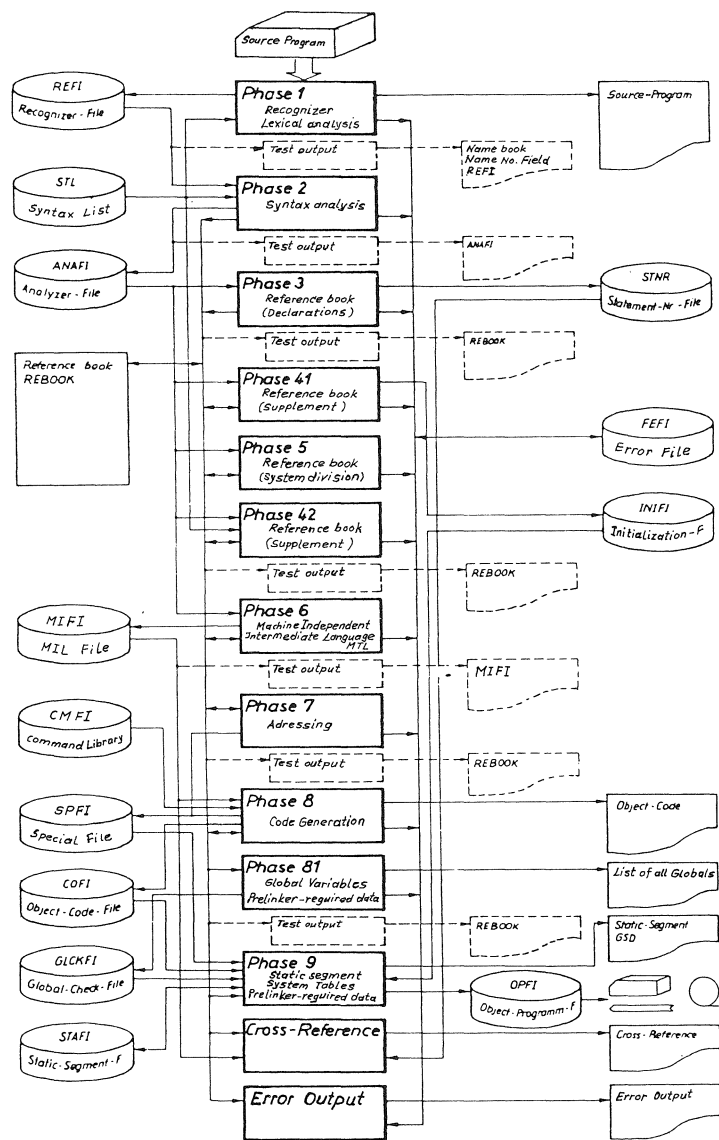 Source Program
REFI
Recognizer-File
Phase 1
Recognizer
Lexical analysis
Source-Program
Test output
Name book
Name No. Field
REFI
STL
Syntax List
Phase 2
Syntax analysis
Test output
ANAFI
ANAFI
Analyzer-File
Phase 3
Reference book
(Declarations)
STNR
Statement-Nr-File
Test output
REBOOK
Reference book
REBOOK
Phase 41
Reference book
(Supplement)
FEFI
Error File
Phase 5
Reference book
(System division)
INIFI
Initialization-F
Phase 42
Reference book
(Supplement)
Test output
REBOOK
MIFI
MIL File
Phase 6
Machine Independent
Intermediate Language
MTL
Test output
MIFI
Phase 7
Adressing
CMFI
Command Library
Test output
REBOOK
SPFI
Special File
Phase 8
Code Generation
Object-Code
COFI
Object-Code-File
Phase 81
Global Variables
Prelinker-required data
List of all Globals
Test output
REBOOK
Static-Segment
GSD
GLCKFI
Global-Check-File
Phase 9
Static segment
System Tables
Prelinker-required data
OPFI
Object-Programm-F
STAFI
Static-Segment-F
Cross-Reference
Cross-Reference
Error Output
Error Output